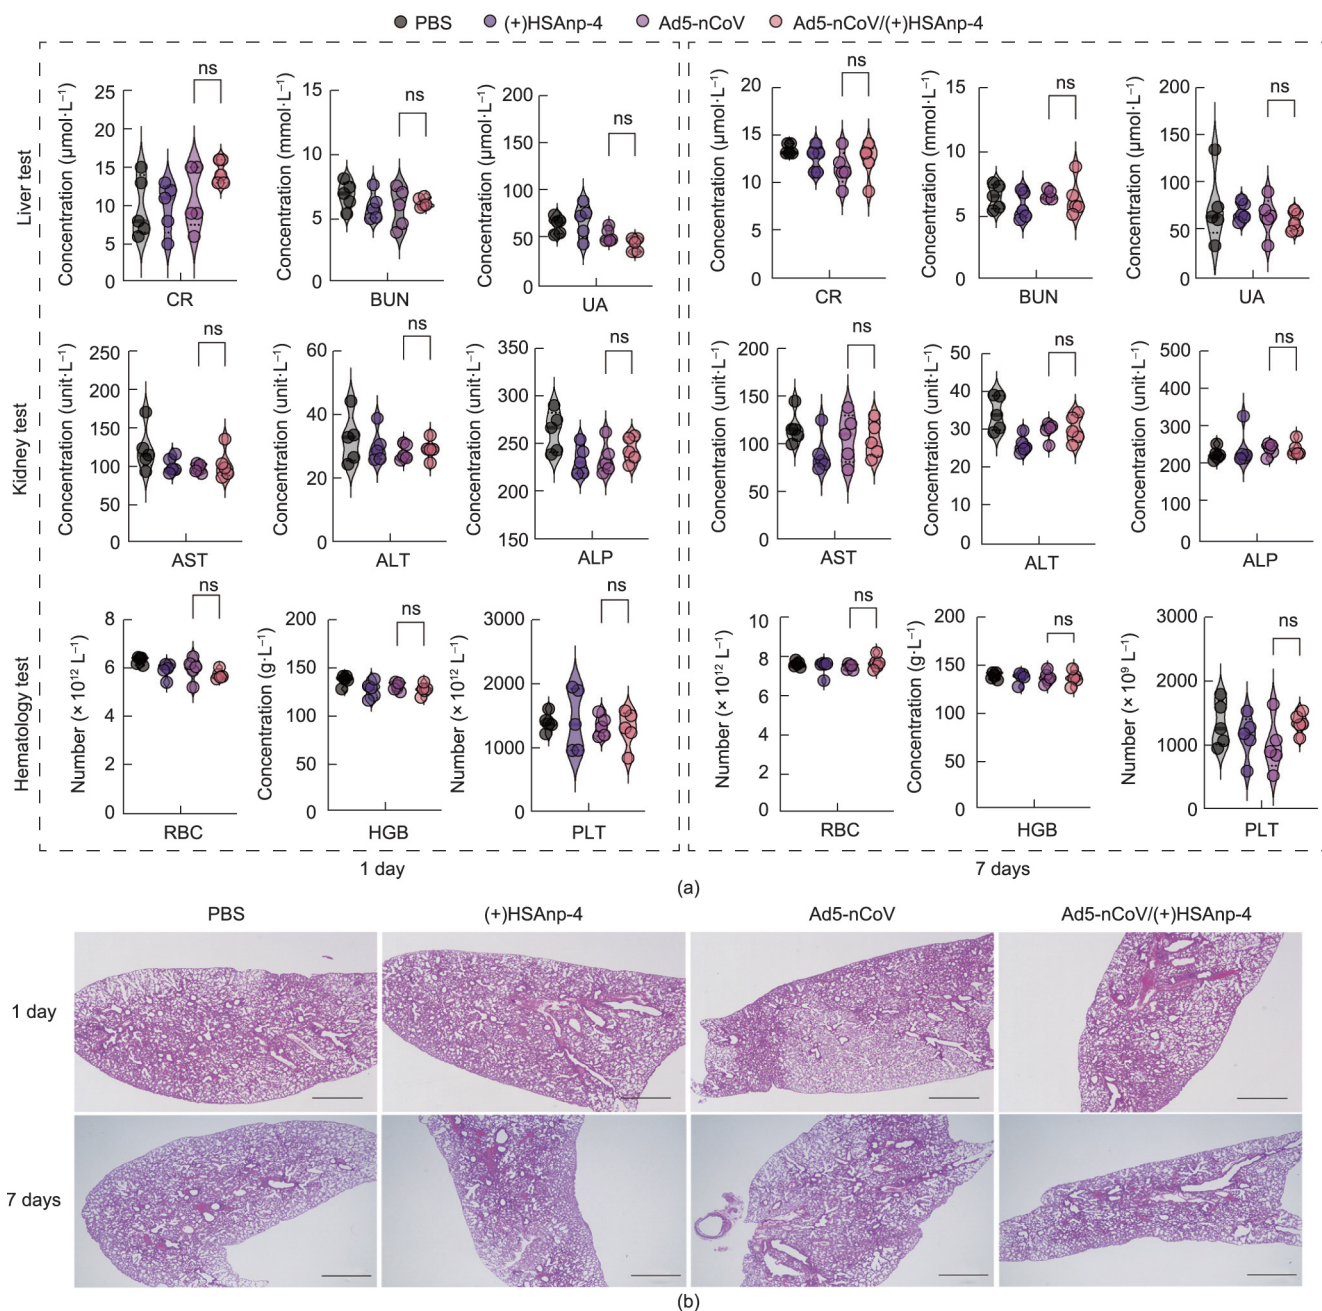 PBS (+)HSAnp-4 Ad5-nCoV Ad5-nCoV/(+)HSAnp-4
Liver test
Concentration (μmol·L⁻¹)
25
20
15
10
5
0
ns
CR
Concentration (mmol·L⁻¹)
15
10
5
0
ns
BUN
Concentration (μmol·L⁻¹)
200
150
100
50
0
ns
UA
Concentration (μmol·L⁻¹)
20
15
10
5
0
ns
CR
Concentration (mmol·L⁻¹)
15
10
5
0
ns
BUN
Concentration (μmol·L⁻¹)
200
150
100
50
0
ns
UA
Kidney test
Concentration (unit·L⁻¹)
250
200
150
100
50
0
ns
AST
Concentration (unit·L⁻¹)
60
40
20
0
ns
ALT
Concentration (unit·L⁻¹)
350
300
250
200
150
ns
ALP
Concentration (unit·L⁻¹)
200
150
100
50
0
ns
AST
Concentration (unit·L⁻¹)
50
40
30
20
10
0
ns
ALT
Concentration (unit·L⁻¹)
500
400
300
200
100
0
ns
ALP
Hematology test
Number (× 10¹² L⁻¹)
8
6
4
2
0
ns
RBC
Concentration (g·L⁻¹)
200
150
100
50
0
ns
HGB
Number (× 10¹² L⁻¹)
3000
2000
1000
0
ns
PLT
Number (× 10¹² L⁻¹)
10
8
6
4
2
0
ns
RBC
Concentration (g·L⁻¹)
200
150
100
50
0
ns
HGB
Number (× 10⁹ L⁻¹)
3000
2000
1000
0
ns
PLT
1 day 7 days
(a)
PBS (+)HSAnp-4 Ad5-nCoV Ad5-nCoV/(+)HSAnp-4
1 day
7 days
(b)